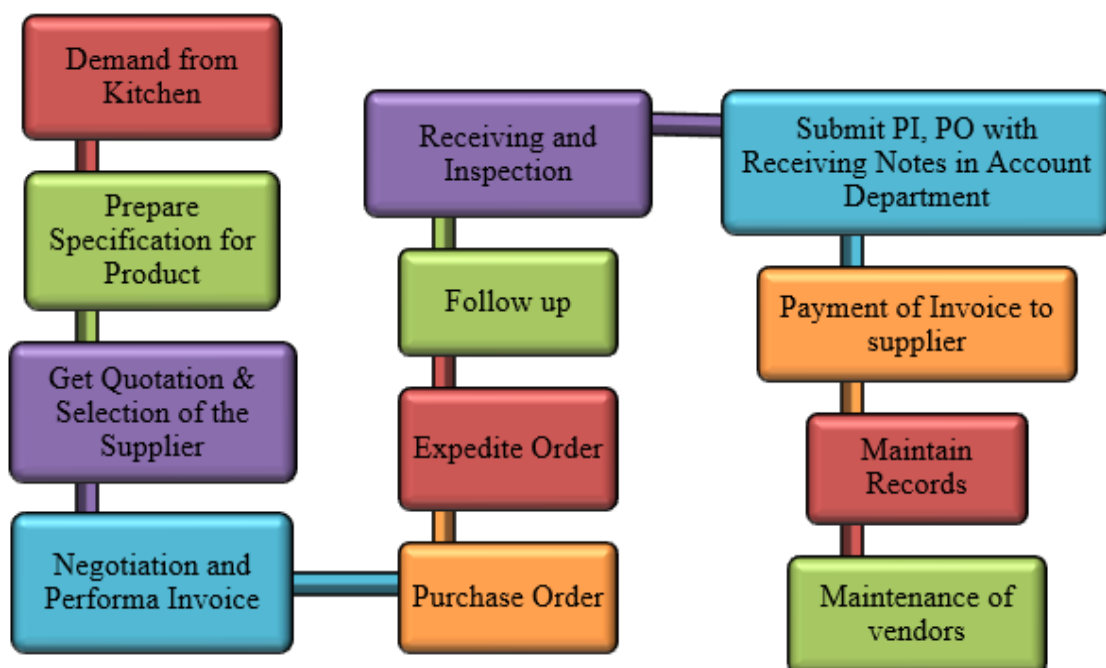 Demand from
Kitchen
Prepare
Specification for
Product
Get Quotation &
Selection of the
Supplier
Negotiation and
Performa Invoice
Purchase Order
Expedite Order
Follow up
Receiving and
Inspection
Submit PI, PO with
Receiving Notes in Account
Department
Payment of Invoice to
supplier
Maintain
Records
Maintenance of
vendors